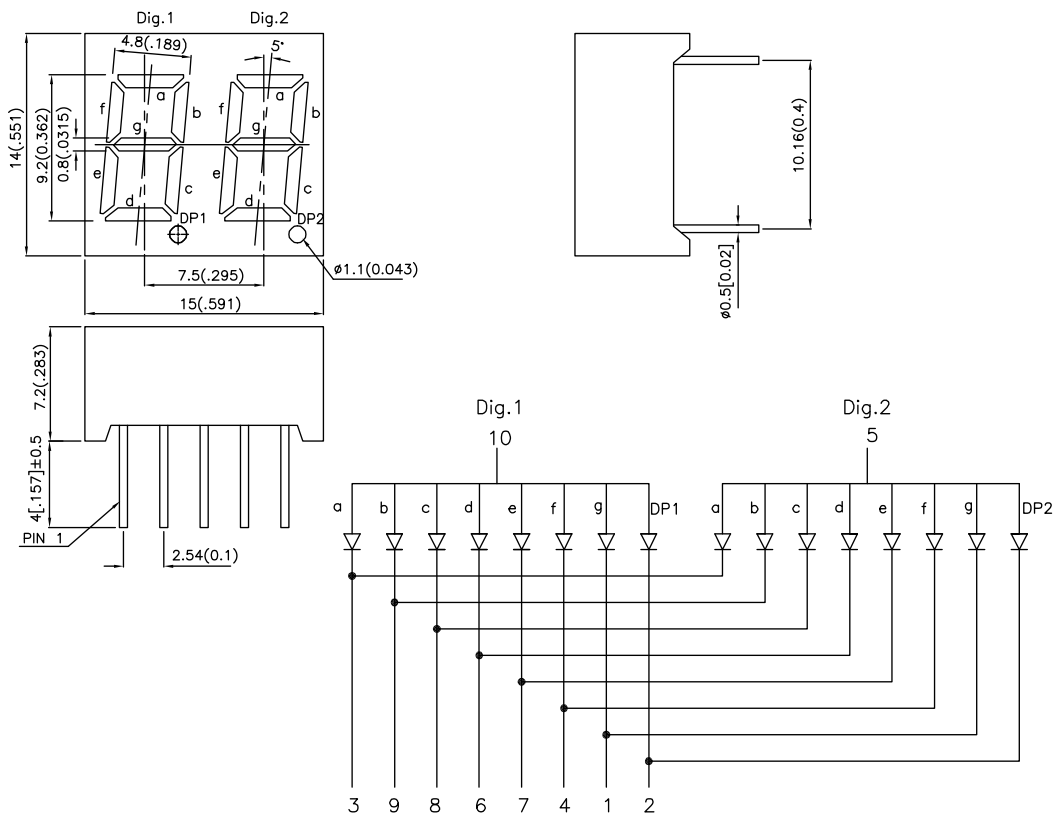 Dig.1 Dig.2
4.8(.189)
5°
14(.551)
9.2(0.362)
0.8(.0315)
a
f
b
g
e
c
d
DP1
a
f
b
g
e
c
d
DP2
ø1.1(0.043)
7.5(.295)
15(.591)
10.16(0.4)
ø0.5[0.02]
7.2(.283)
4[.157]±0.5
PIN 1
2.54(0.1)
Dig.1
10
Dig.2
5
a b c d e f g DP1 a b c d e f g DP2
3 9 8 6 7 4 1 2